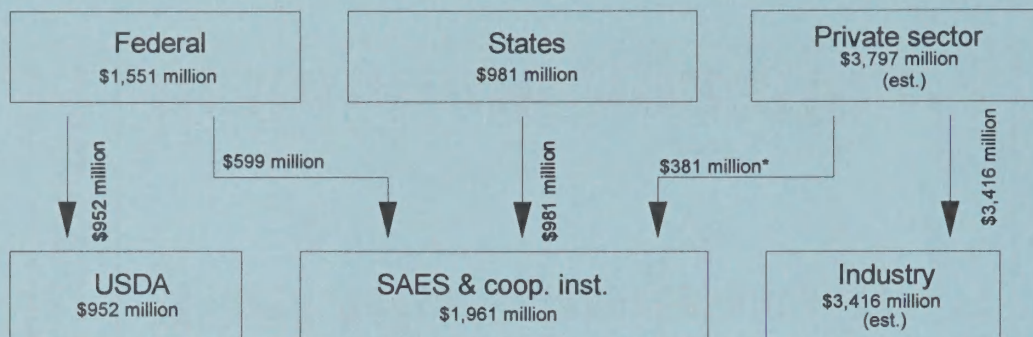 Federal
$1,551 million
States
$981 million
Private sector
$3,797 million
(est.)
$952 million
$599 million
$981 million
$381 million*
$3,416 million
USDA
$952 million
SAES & coop. inst.
$1,961 million
Industry
$3,416 million
(est.)